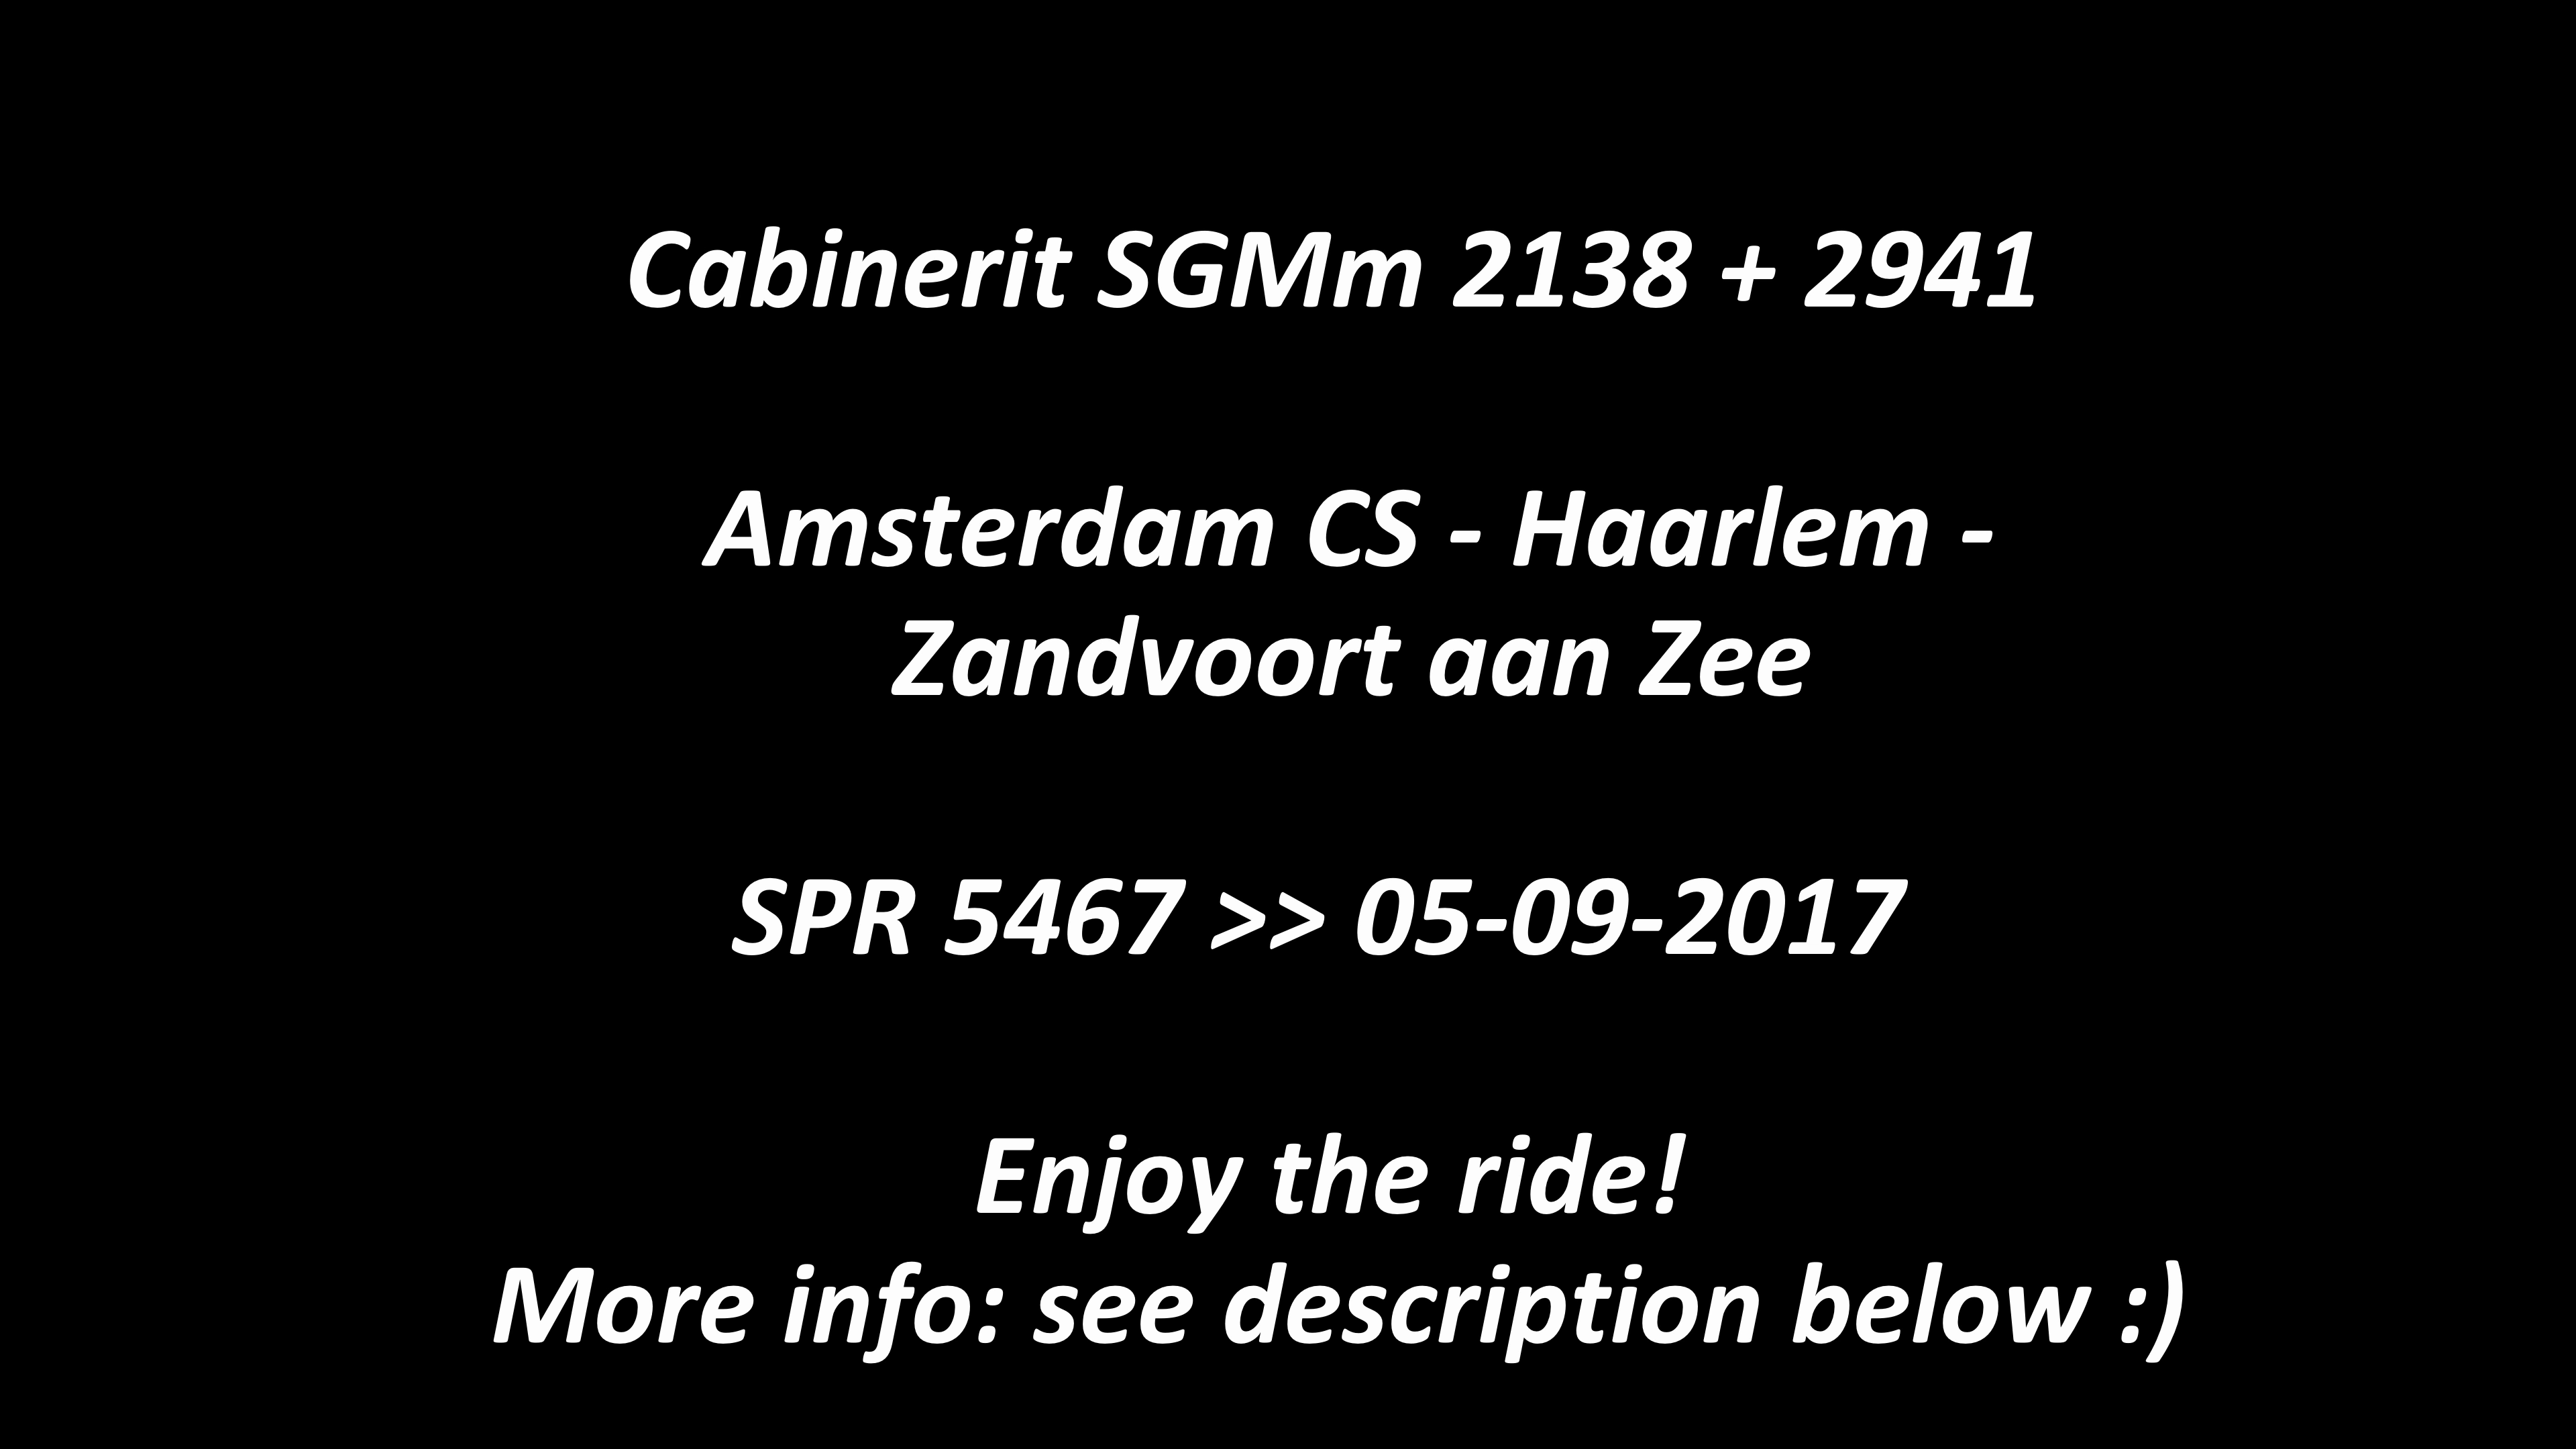 Cabinerit SGMm 2138 + 2941
Amsterdam CS - Haarlem -
Zandvoort aan Zee
SPR 5467 >> 05-09-2017
Enjoy the ride!
More info: see description below :)